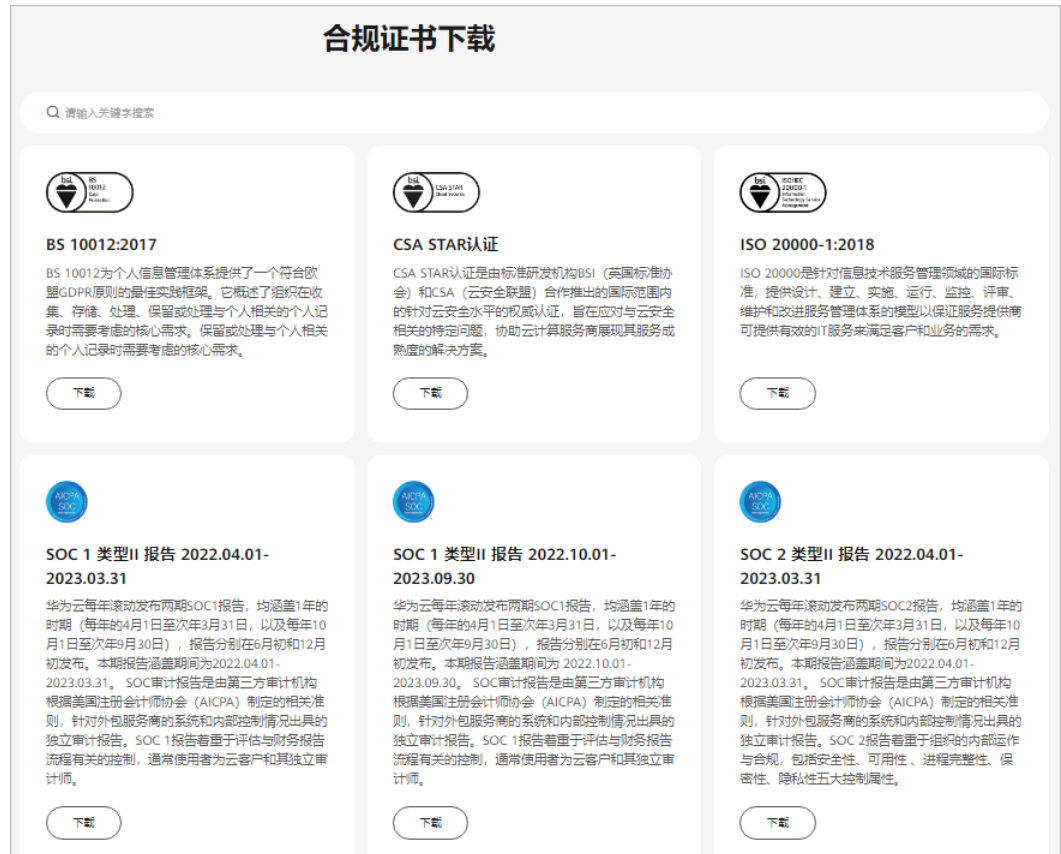 合规证书下载
请输入关键字搜索
bsi.
BS
10012
Data
Protection
BS 10012:2017
BS 10012为个人信息管理体系提供了一个符合欧
盟GDPR原则的最佳实践框架。它概述了组织在收
集、存储、处理、保留或处理与个人相关的个人记
录时需要考虑的核心需求。保留或处理与个人相关
的个人记录时需要考虑的核心需求。
下载
bsi.
CSA STAR
Cloud Security
CSA STAR认证
CSA STAR认证是由标准研发机构BSI（英国标准协
会）和CSA（云安全联盟）合作推出的国际范围内
的针对云安全水平的权威认证，旨在应对与云安全
相关的特定问题，协助云计算服务商展现其服务成
熟度的解决方案。
下载
bsi.
ISO/IEC
20000-1
Information
Technology Service
Management
ISO 20000-1:2018
ISO 20000是针对信息技术服务管理领域的国际标
准，提供设计、建立、实施、运行、监控、评审、
维护和改进服务管理体系的模型以保证服务提供商
可提供有效的IT服务来满足客户和业务的需求。
下载
AICPA
SOC
SOC 1 类型II 报告 2022.04.01-
2023.03.31
华为云每年滚动发布两期SOC1报告，均涵盖1年的
时期（每年的4月1日至次年3月31日，以及每年10
月1日至次年9月30日），报告分别在6月初和12月
初发布。本期报告涵盖期间为2022.04.01-
2023.03.31。 SOC审计报告是由第三方审计机构
根据美国注册会计师协会（AICPA）制定的相关准
则，针对外包服务商的系统和内部控制情况出具的
独立审计报告。SOC 1报告着重于评估与财务报告
流程有关的控制，通常使用者为云客户和其独立审
计师。
下载
AICPA
SOC
SOC 1 类型II 报告 2022.10.01-
2023.09.30
华为云每年滚动发布两期SOC1报告，均涵盖1年的
时期（每年的4月1日至次年3月31日，以及每年10
月1日至次年9月30日），报告分别在6月初和12月
初发布。本期报告涵盖期间为 2022.10.01-
2023.09.30。 SOC审计报告是由第三方审计机构
根据美国注册会计师协会（AICPA）制定的相关准
则，针对外包服务商的系统和内部控制情况出具的
独立审计报告。SOC 1报告着重于评估与财务报告
流程有关的控制，通常使用者为云客户和其独立审
计师。
下载
AICPA
SOC
SOC 2 类型II 报告 2022.04.01-
2023.03.31
华为云每年滚动发布两期SOC2报告，均涵盖1年的
时期（每年的4月1日至次年3月31日，以及每年10
月1日至次年9月30日），报告分别在6月初和12月
初发布。本期报告涵盖期间为2022.04.01-
2023.03.31。 SOC审计报告是由第三方审计机构
根据美国注册会计师协会（AICPA）制定的相关准
则，针对外包服务商的系统和内部控制情况出具的
独立审计报告。SOC 2报告着重于组织的内部运作
与合规，包括安全性、可用性 、进程完整性、保
密性、隐私性五大控制属性。
下载